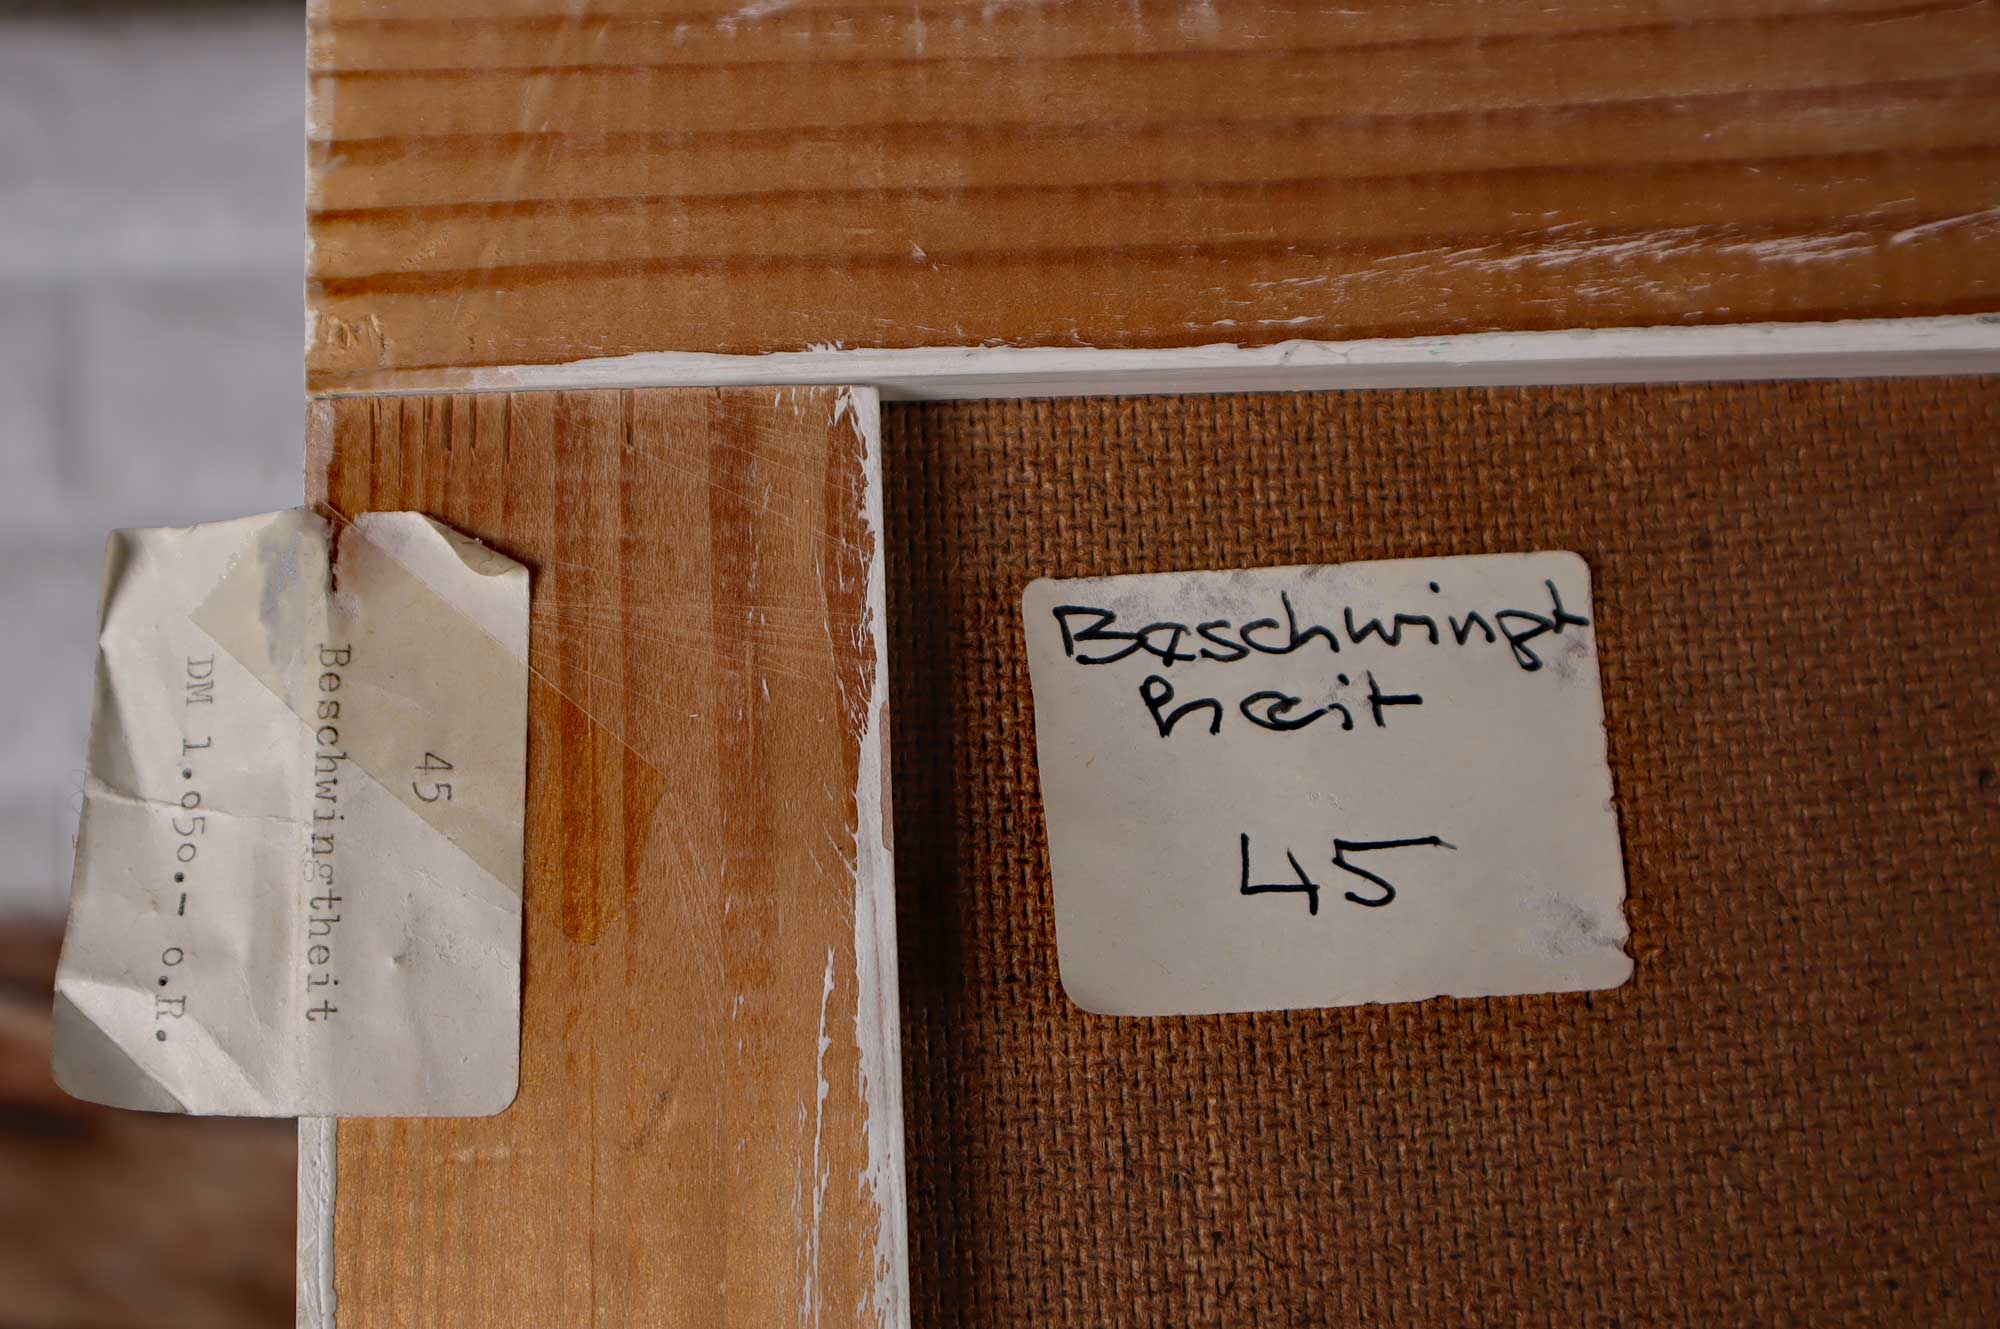 45
Beschwingtheit
DM 1.050.- o.R.
Beschwingt
heit
45